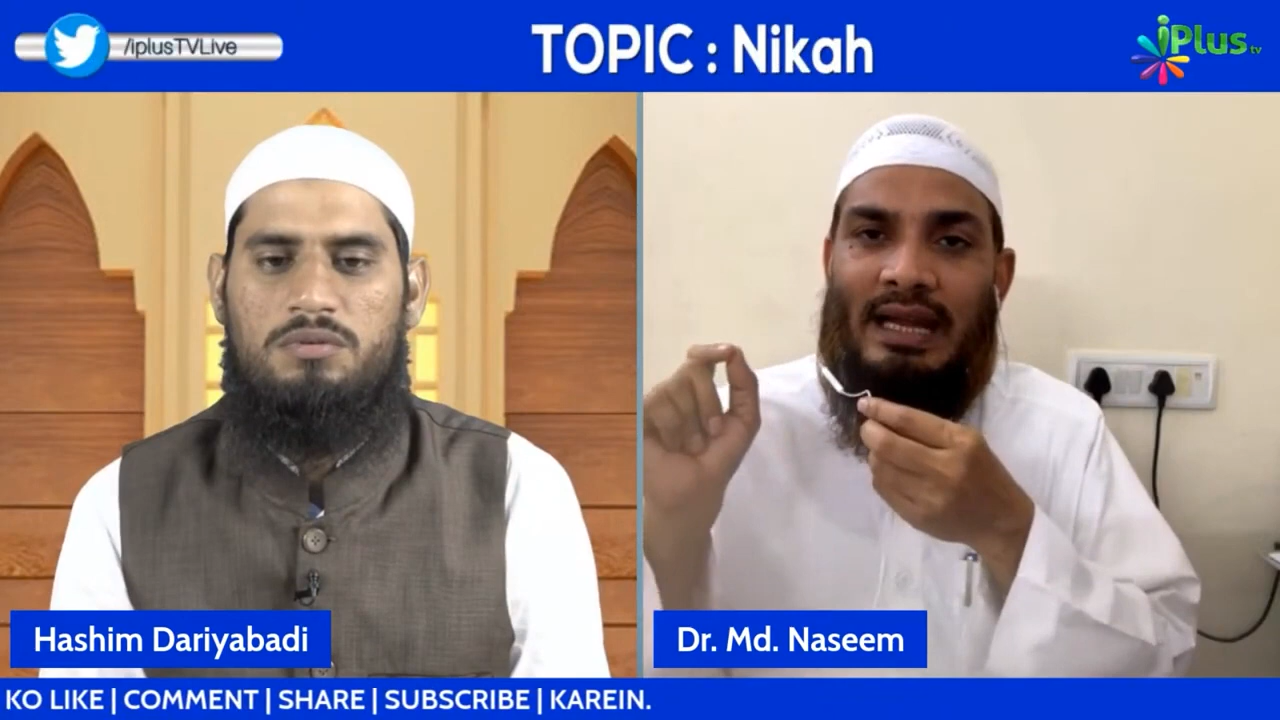 /iplusTVLive
TOPIC : Nikah
iPlus tv
Hashim Dariyabadi
Dr. Md. Naseem
KO LIKE | COMMENT | SHARE | SUBSCRIBE | KAREIN.